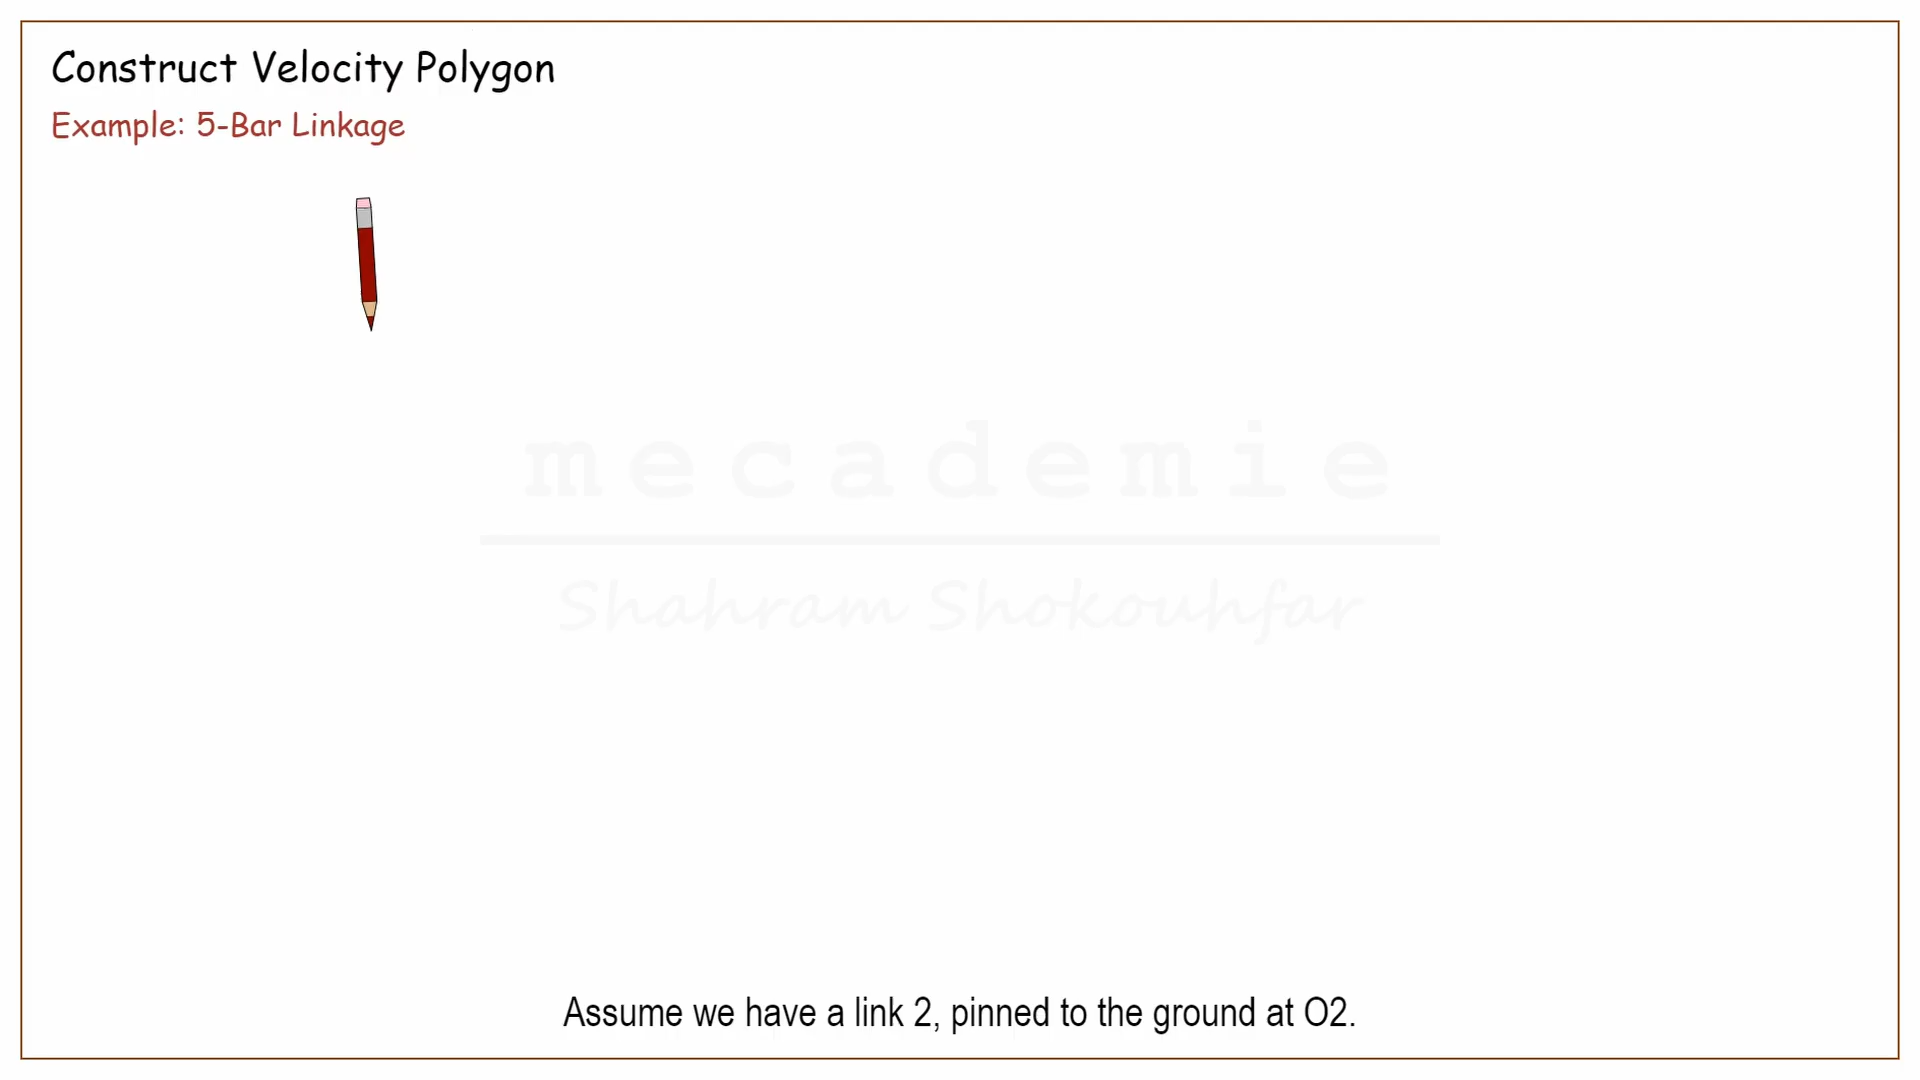 Construct Velocity Polygon
Example: 5-Bar Linkage
mecademie
Shahram Shokouhfar
Assume we have a link 2, pinned to the ground at O2.